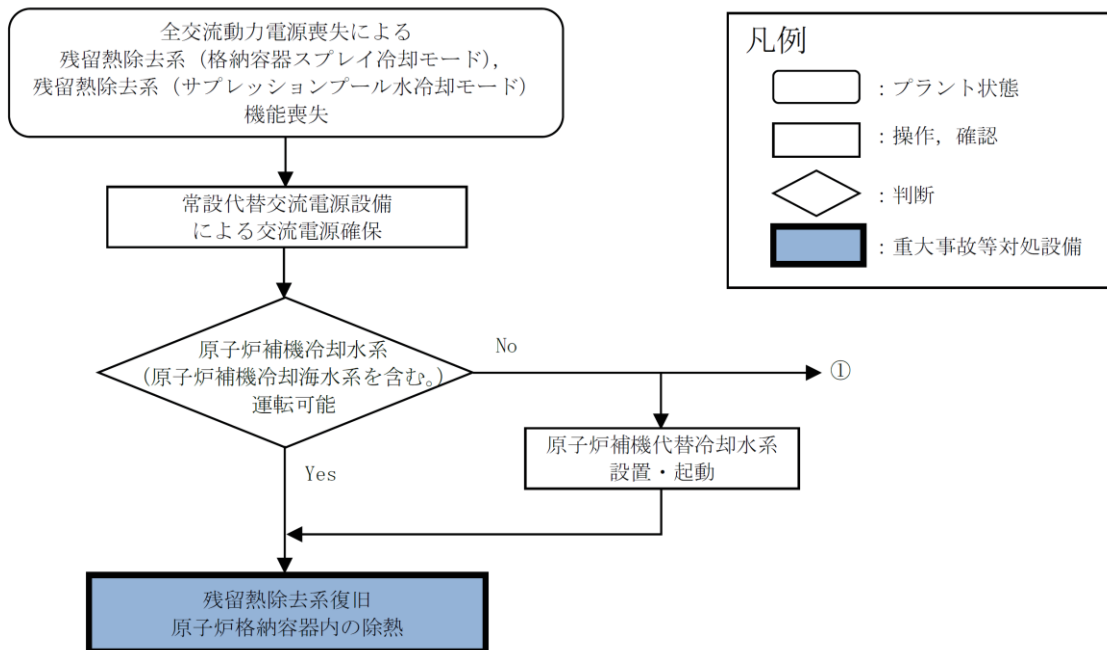 全交流動力電源喪失による
残留熱除去系（格納容器スプレイ冷却モード），
残留熱除去系（サプレッションプール水冷却モード）
機能喪失
常設代替交流電源設備
による交流電源確保
原子炉補機冷却水系
（原子炉補機冷却海水系を含む。）
運転可能
No
①
原子炉補機代替冷却水系
設置・起動
Yes
残留熱除去系復旧
原子炉格納容器内の除熱
凡例
：プラント状態
：操作，確認
：判断
：重大事故等対処設備